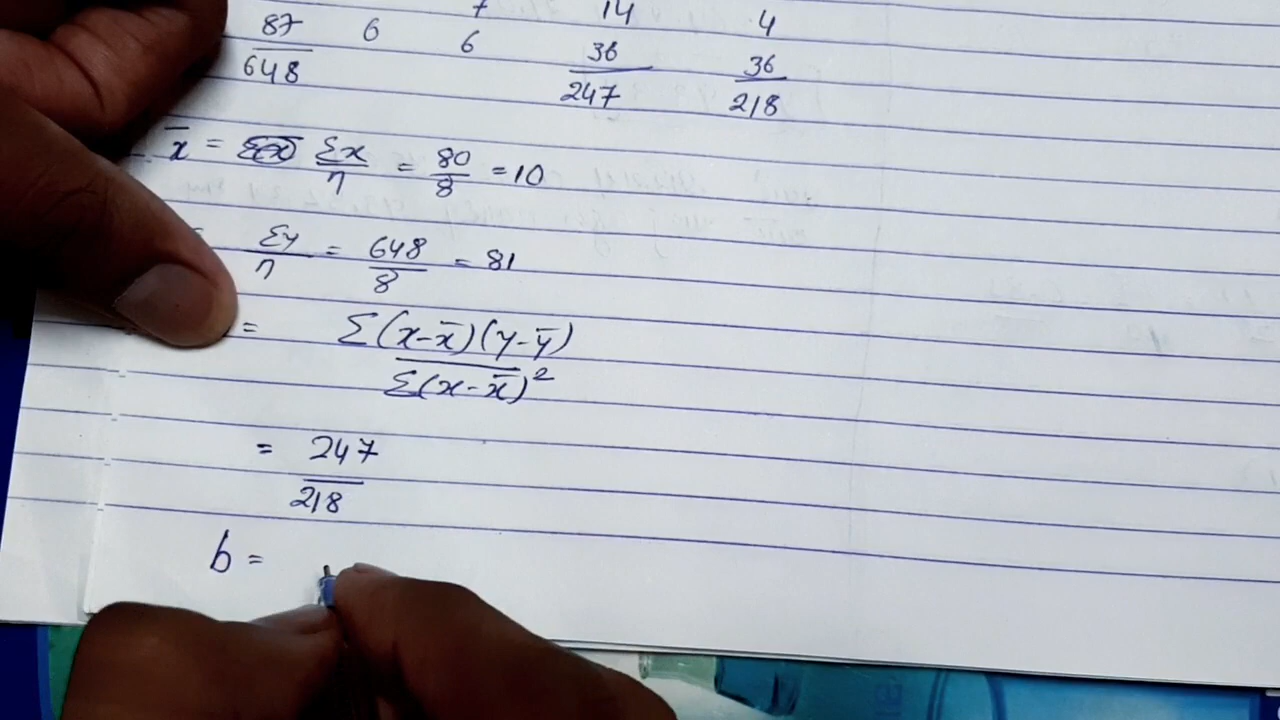 7 14 4
87 6 6 36 36
648 247 218
x̄ = Σx/n = 80/8 = 10
Σy/n = 648/8 = 81
= Σ(x-x̄)(y-ȳ)/Σ(x-x̄)²
= 247/218
b =